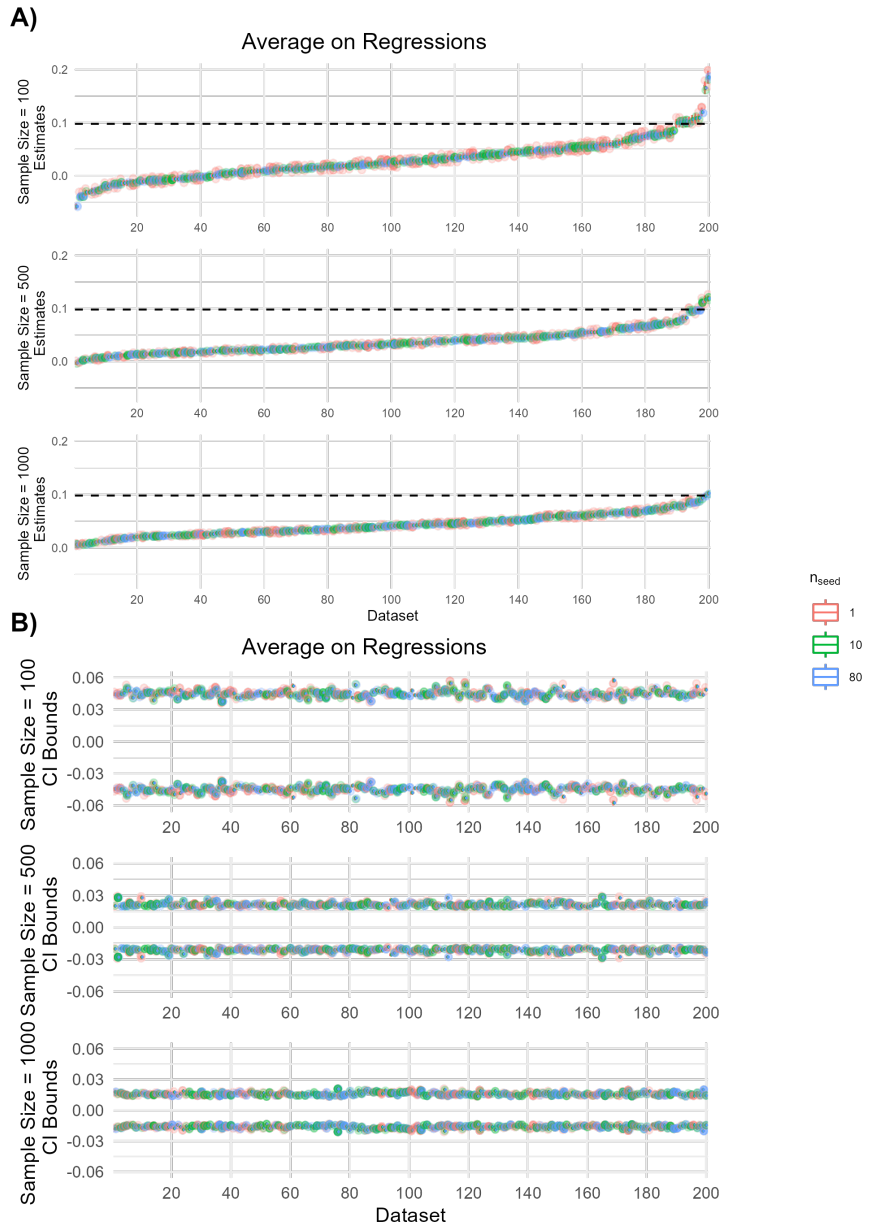 A)
Average on Regressions
Sample Size = 100
Estimates
0.2
0.1
0.0
20 40 60 80 100 120 140 160 180 200
Sample Size = 500
Estimates
0.2
0.1
0.0
20 40 60 80 100 120 140 160 180 200
Sample Size = 1000
Estimates
0.2
0.1
0.0
20 40 60 80 100 120 140 160 180 200
Dataset
n_seed
1
10
80
B)
Average on Regressions
Sample Size = 100
CI Bounds
0.06
0.03
0.00
-0.03
-0.06
20 40 60 80 100 120 140 160 180 200
Sample Size = 500
CI Bounds
0.06
0.03
0.00
-0.03
-0.06
20 40 60 80 100 120 140 160 180 200
Sample Size = 1000
CI Bounds
0.06
0.03
0.00
-0.03
-0.06
20 40 60 80 100 120 140 160 180 200
Dataset